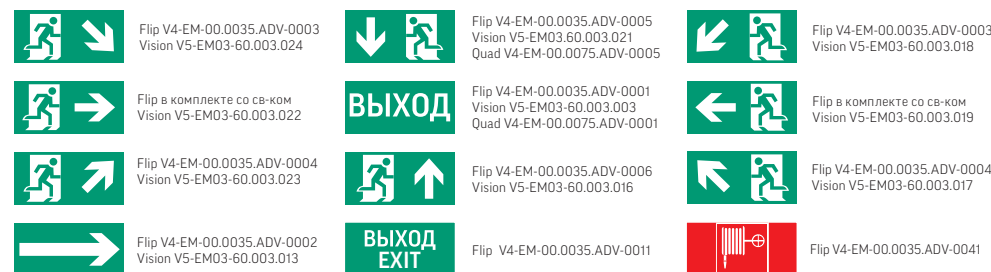 Flip V4-EM-00.0035.ADV-0003
Vision V5-EM03-60.003.024
Flip V4-EM-00.0035.ADV-0005
Vision V5-EM03.60.003.021
Quad V4-EM-00.0075.ADV-0005
Flip V4-EM-00.0035.ADV-0003
Vision V5-EM03-60.003.018
Flip в комплекте со св-ком
Vision V5-EM03-60.003.022
ВЫХОД
Flip V4-EM-00.0035.ADV-0001
Vision V5-EM03-60.003.003
Quad V4-EM-00.0075.ADV-0001
Flip в комплекте со св-ком
Vision V5-EM03-60.003.019
Flip V4-EM-00.0035.ADV-0004
Vision V5-EM03-60.003.023
Flip V4-EM-00.0035.ADV-0006
Vision V5-EM03-60.003.016
Flip V4-EM-00.0035.ADV-0004
Vision V5-EM03-60.003.017
Flip V4-EM-00.0035.ADV-0002
Vision V5-EM03-60.003.013
ВЫХОД
EXIT
Flip V4-EM-00.0035.ADV-0011
Flip V4-EM-00.0035.ADV-0041